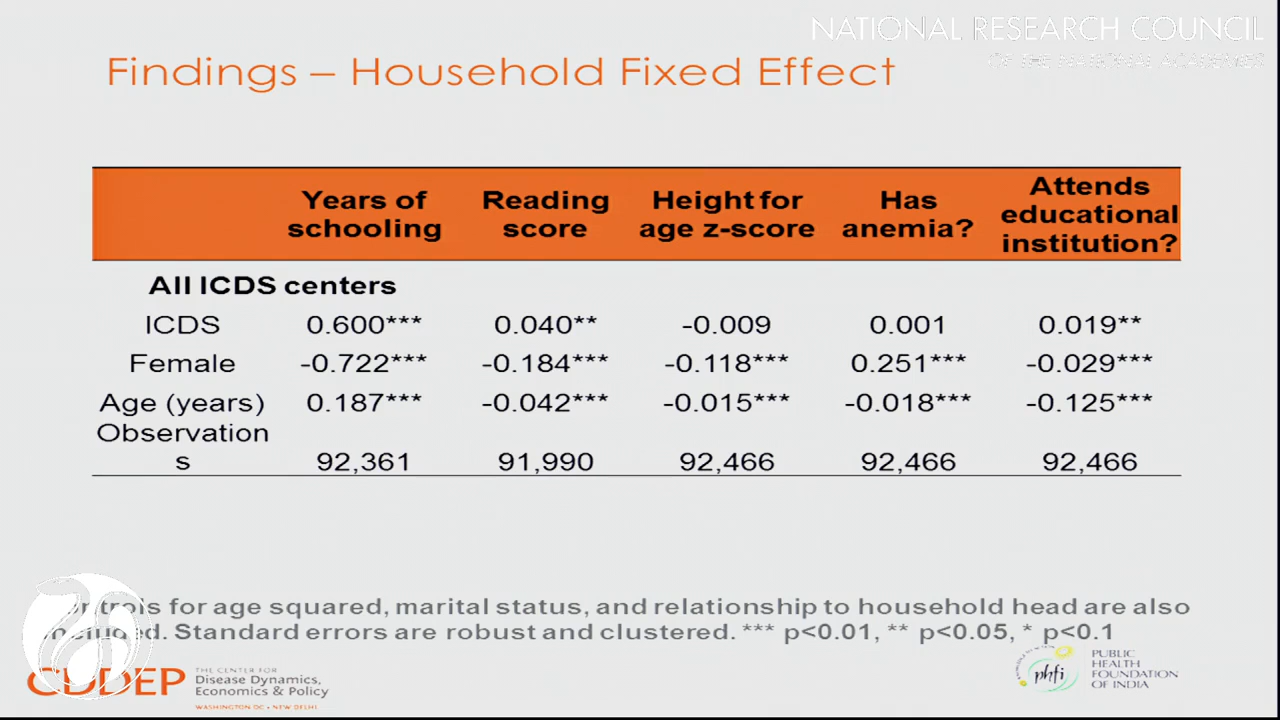 NATIONAL RESEARCH COUNCIL
OF THE NATIONAL ACADEMIES
Findings – Household Fixed Effect
Years of schooling Reading score Height for age z-score Has anemia? Attends educational institution?
All ICDS centers
ICDS 0.600*** 0.040** -0.009 0.001 0.019**
Female -0.722*** -0.184*** -0.118*** 0.251*** -0.029***
Age (years) 0.187*** -0.042*** -0.015*** -0.018*** -0.125***
Observation
s 92,361 91,990 92,466 92,466 92,466
for age squared, marital status, and relationship to household head are also
Standard errors are robust and clustered. *** p<0.01, ** p<0.05, * p<0.1
CDDEP
THE CENTER FOR
Disease Dynamics,
Economics & Policy
WASHINGTON DC • NEW DELHI
phfi
PUBLIC
HEALTH
FOUNDATION
OF INDIA